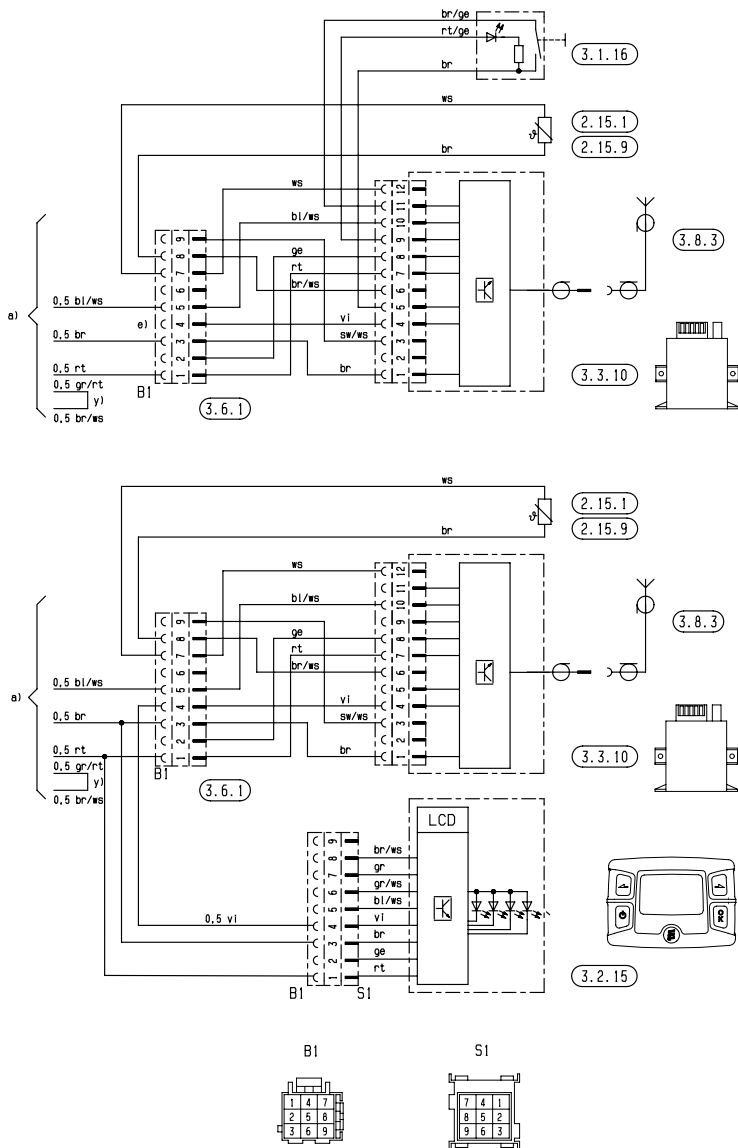 br/ge
rt/ge
3.1.16
br
ws
2.15.1
br
2.15.9
ws
12
11
bl/ws
10
9
9
3.8.3
8
ge
8
7
rt
7
6
br/ws
6
0,5 bl/ws
5
5
a)
e)
4
vi
4
0,5 br
3
sw/ws
3
2
2
0,5 rt
1
br
1
3.3.10
0,5 gr/rt
B1
y)
3.6.1
0,5 br/ws
ws
2.15.1
br
2.15.9
ws
12
11
bl/ws
10
9
9
3.8.3
8
ge
8
7
rt
7
6
br/ws
6
0,5 bl/ws
5
5
a)
4
vi
4
0,5 br
3
sw/ws
3
2
2
0,5 rt
1
br
1
3.3.10
0,5 gr/rt
B1
y)
3.6.1
0,5 br/ws
LCD
9
br/ws
8
gr
7
gr/ws
6
bl/ws
5
0,5 vi
vi
4
br
3
ge
2
OK
rt
1
3.2.15
B1
S1
B1
S1
1 4 7
2 5 8
3 6 9
7 4 1
8 5 2
9 6 3